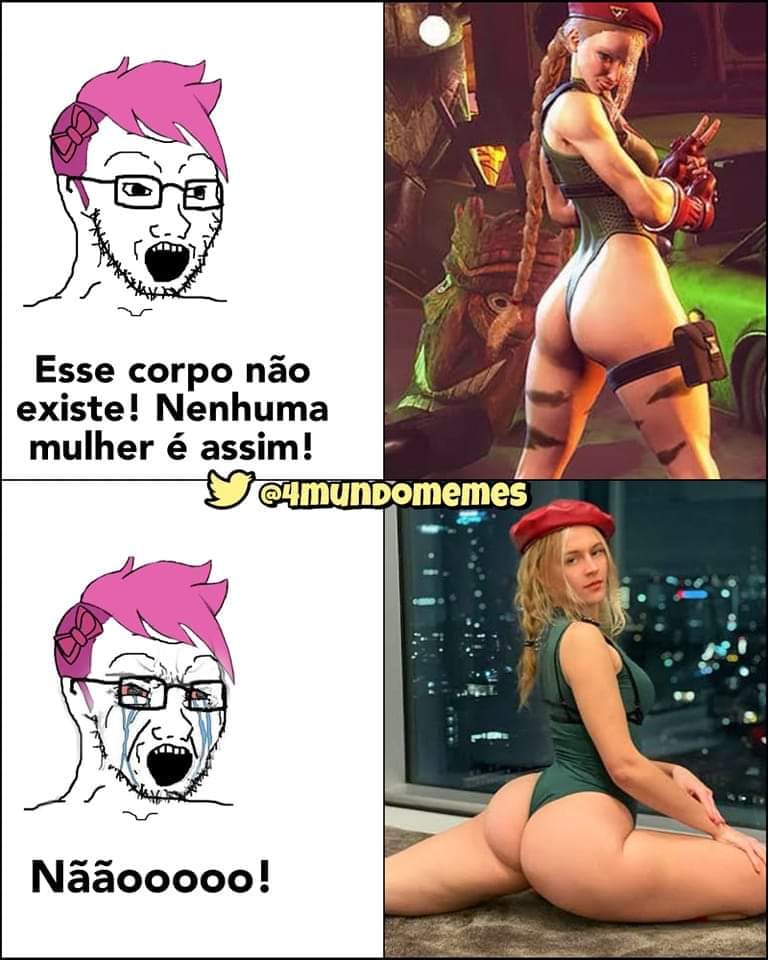 Esse corpo não
existe! Nenhuma
mulher é assim!
@4mundomemes
Nããooooo!